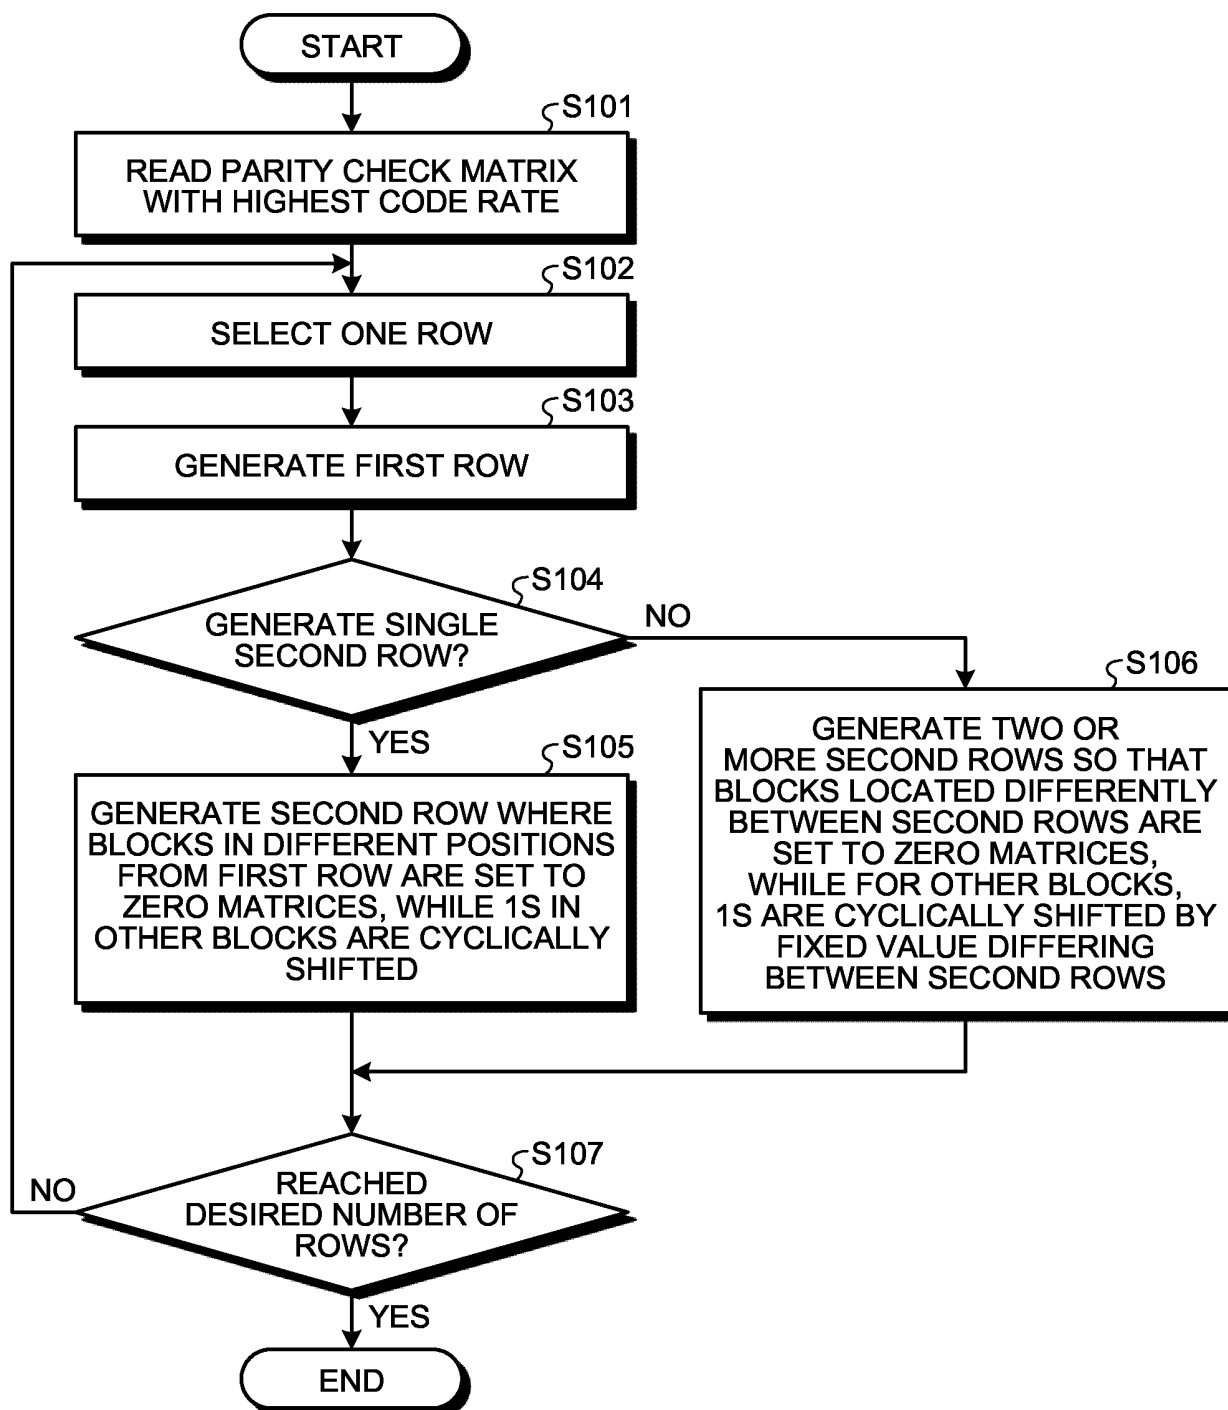 START
S101
READ PARITY CHECK MATRIX
WITH HIGHEST CODE RATE
S102
SELECT ONE ROW
S103
GENERATE FIRST ROW
S104
GENERATE SINGLE
SECOND ROW?
NO
YES
S105
GENERATE SECOND ROW WHERE
BLOCKS IN DIFFERENT POSITIONS
FROM FIRST ROW ARE SET TO
ZERO MATRICES, WHILE 1S IN
OTHER BLOCKS ARE CYCLICALLY
SHIFTED
S106
GENERATE TWO OR
MORE SECOND ROWS SO THAT
BLOCKS LOCATED DIFFERENTLY
BETWEEN SECOND ROWS ARE
SET TO ZERO MATRICES,
WHILE FOR OTHER BLOCKS,
1S ARE CYCLICALLY SHIFTED BY
FIXED VALUE DIFFERING
BETWEEN SECOND ROWS
S107
REACHED
DESIRED NUMBER OF
ROWS?
NO
YES
END